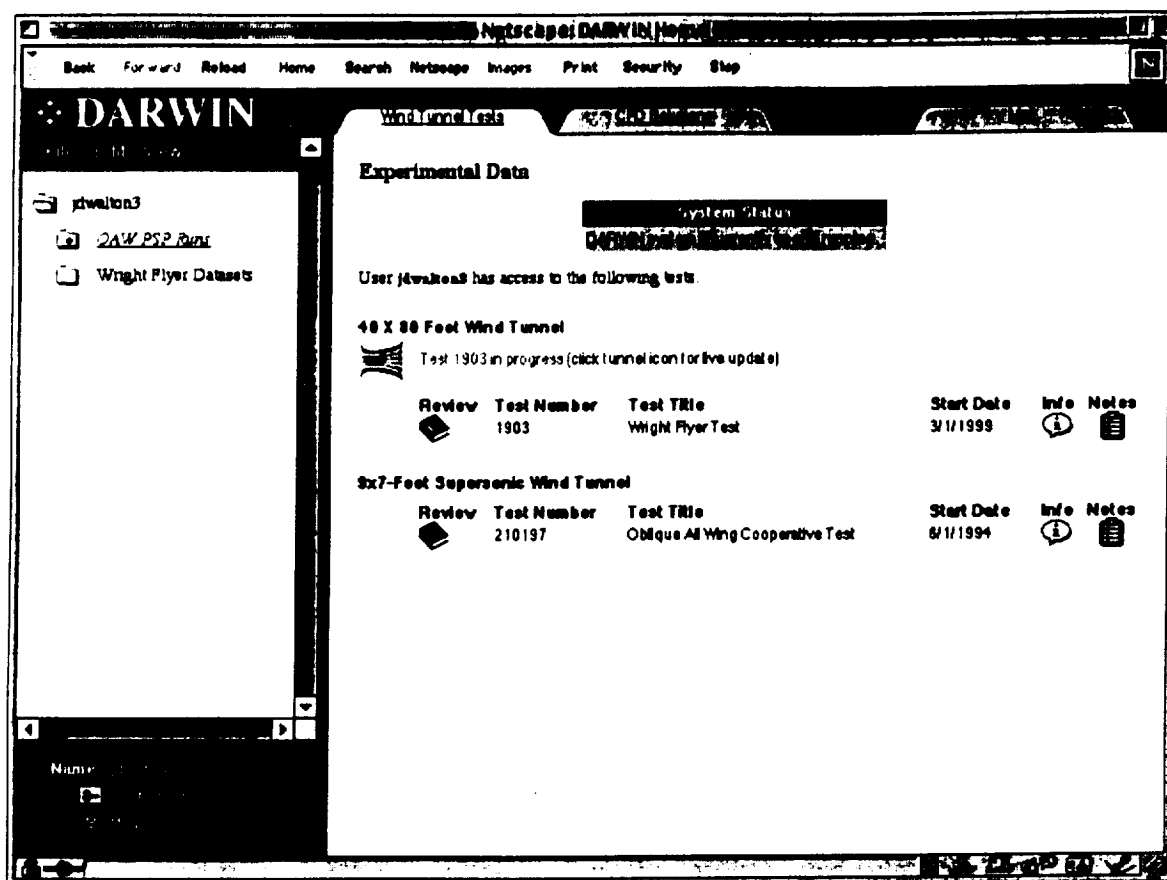 Netscape: DARWIN Home
Back Forward Reload Home Search Netscape Images Print Security Stop
DARWIN
Wind Tunnel Tests
Experimental Data
System Status
jdwalton3
OAW PSP Runs
Wright Flyer Datasets
User jdwalton3 has access to the following tests.
40 X 80 Foot Wind Tunnel
Test 1903 in progress (click tunnel icon for live update)
Review Test Number Test Title Start Date Info Notes
1903 Wright Flyer Test 3/1/1999
9x7-Foot Supersonic Wind Tunnel
Review Test Number Test Title Start Date Info Notes
210197 Oblique All Wing Cooperative Test 6/1/1994
Name